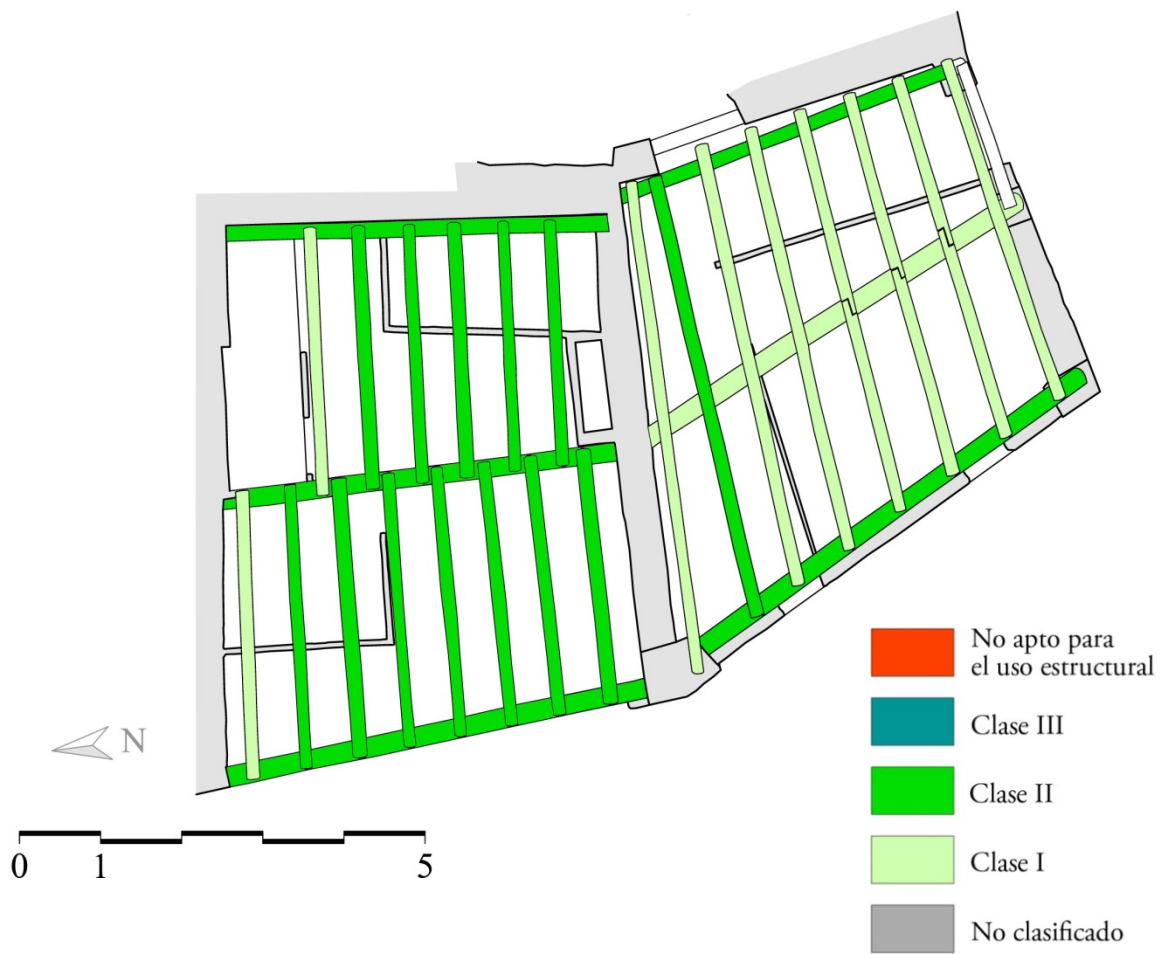 N
0 1 5
No apto para
el uso estructural
Clase III
Clase II
Clase I
No clasificado